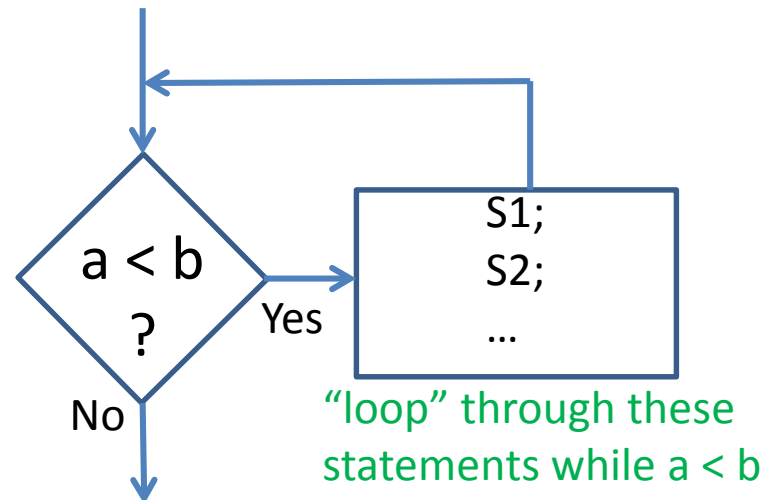 a < b
?
Yes
No
S1;
S2;
…
“loop” through these
statements while a < b